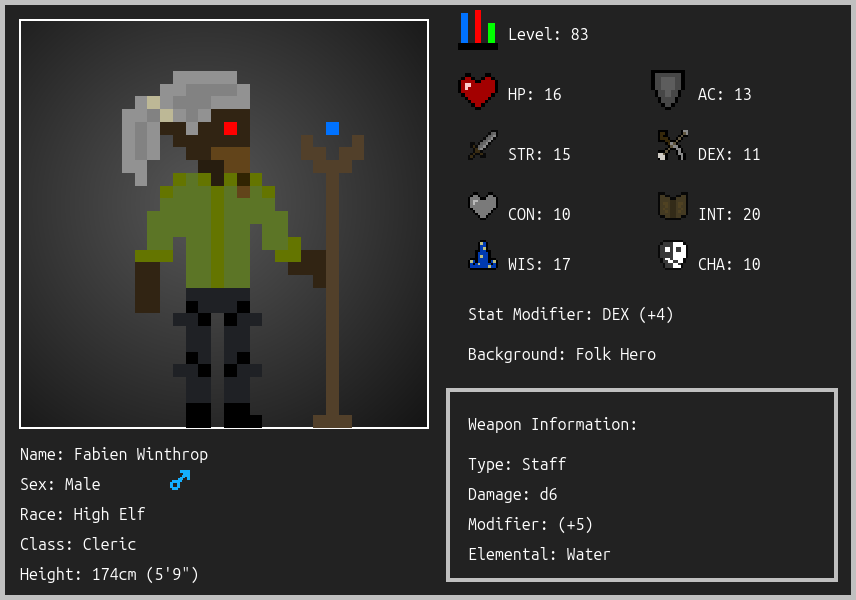 Level: 83
HP: 16
AC: 13
STR: 15
DEX: 11
CON: 10
INT: 20
WIS: 17
CHA: 10
Stat Modifier: DEX (+4)
Background: Folk Hero
Weapon Information:
Type: Staff
Damage: d6
Modifier: (+5)
Elemental: Water
Name: Fabien Winthrop
Sex: Male
Race: High Elf
Class: Cleric
Height: 174cm (5'9")